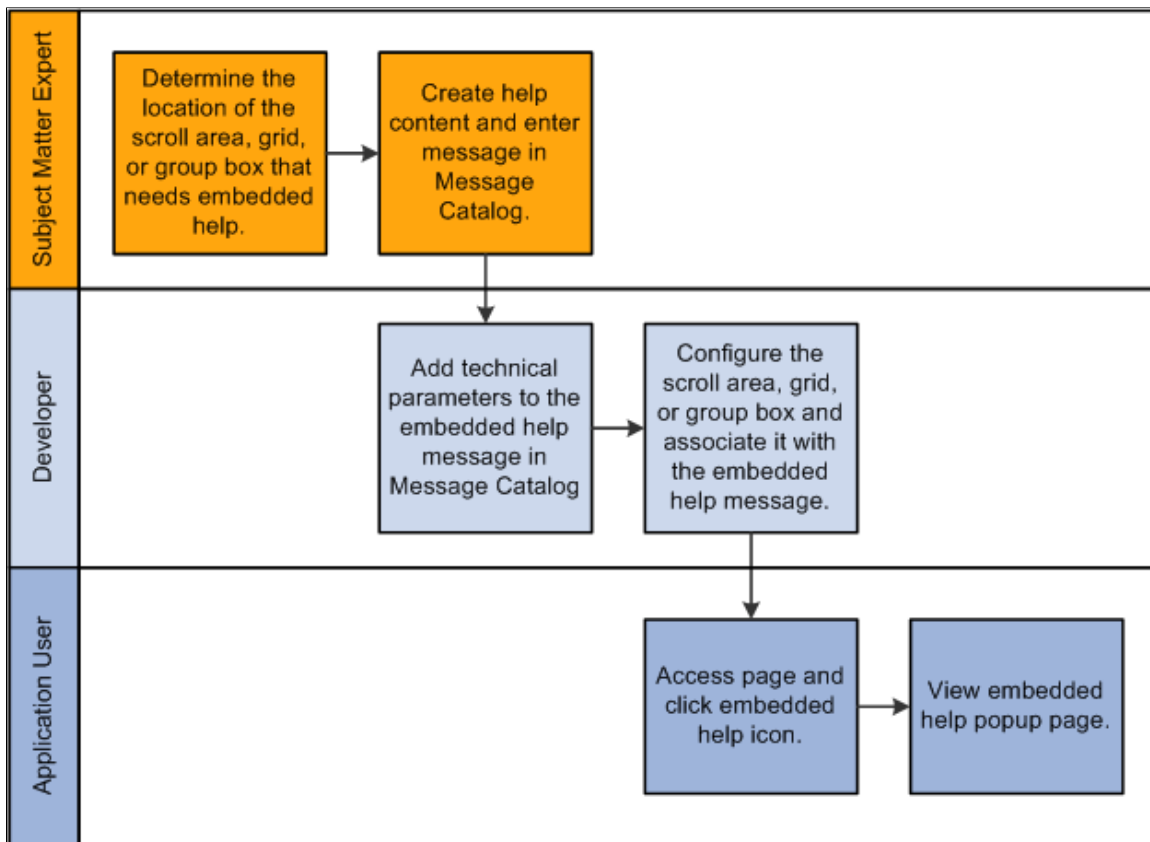 Subject Matter Expert
Determine the
location of the
scroll area, grid,
or group box that
needs embedded
help.
Create help
content and enter
message in
Message
Catalog.
Developer
Add technical
parameters to the
embedded help
message in
Message Catalog
Configure the
scroll area, grid,
or group box and
associate it with
the embedded
help message.
Application User
Access page and
click embedded
help icon.
View embedded
help popup page.